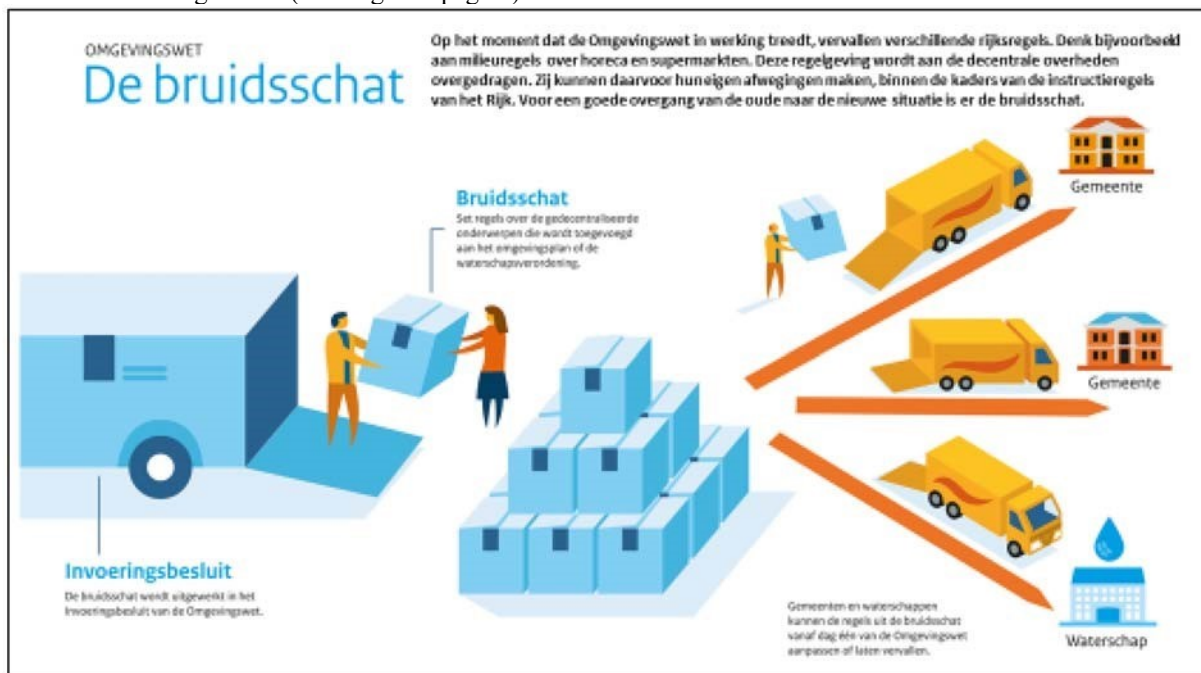 OMGEVINGSWET
De bruidsschat
Op het moment dat de Omgevingswet in werking treedt, vervallen verschillende rijksregels. Denk bijvoorbeeld
aan milieuregels over horeca en supermarkten. Deze regelgeving wordt aan de decentrale overheden
overgedragen. Zij kunnen daarvoor hun eigen afwegingen maken, binnen de kaders van de instructieregels
van het Rijk. Voor een goede overgang van de oude naar de nieuwe situatie is er de bruidsschat.
Bruidsschat
Set regels over de gedecentraliseerde
onderwerpen die wordt toegevoegd
aan het omgevingsplan of de
waterschapsverordening.
Gemeente
Gemeente
Invoeringsbesluit
De bruidsschat wordt uitgewerkt in het
Invoeringsbesluit van de Omgevingswet.
Gemeenten en waterschappen
kunnen de regels uit de bruidsschat
vanaf dag één van de Omgevingswet
aanpassen of laten vervallen.
Waterschap